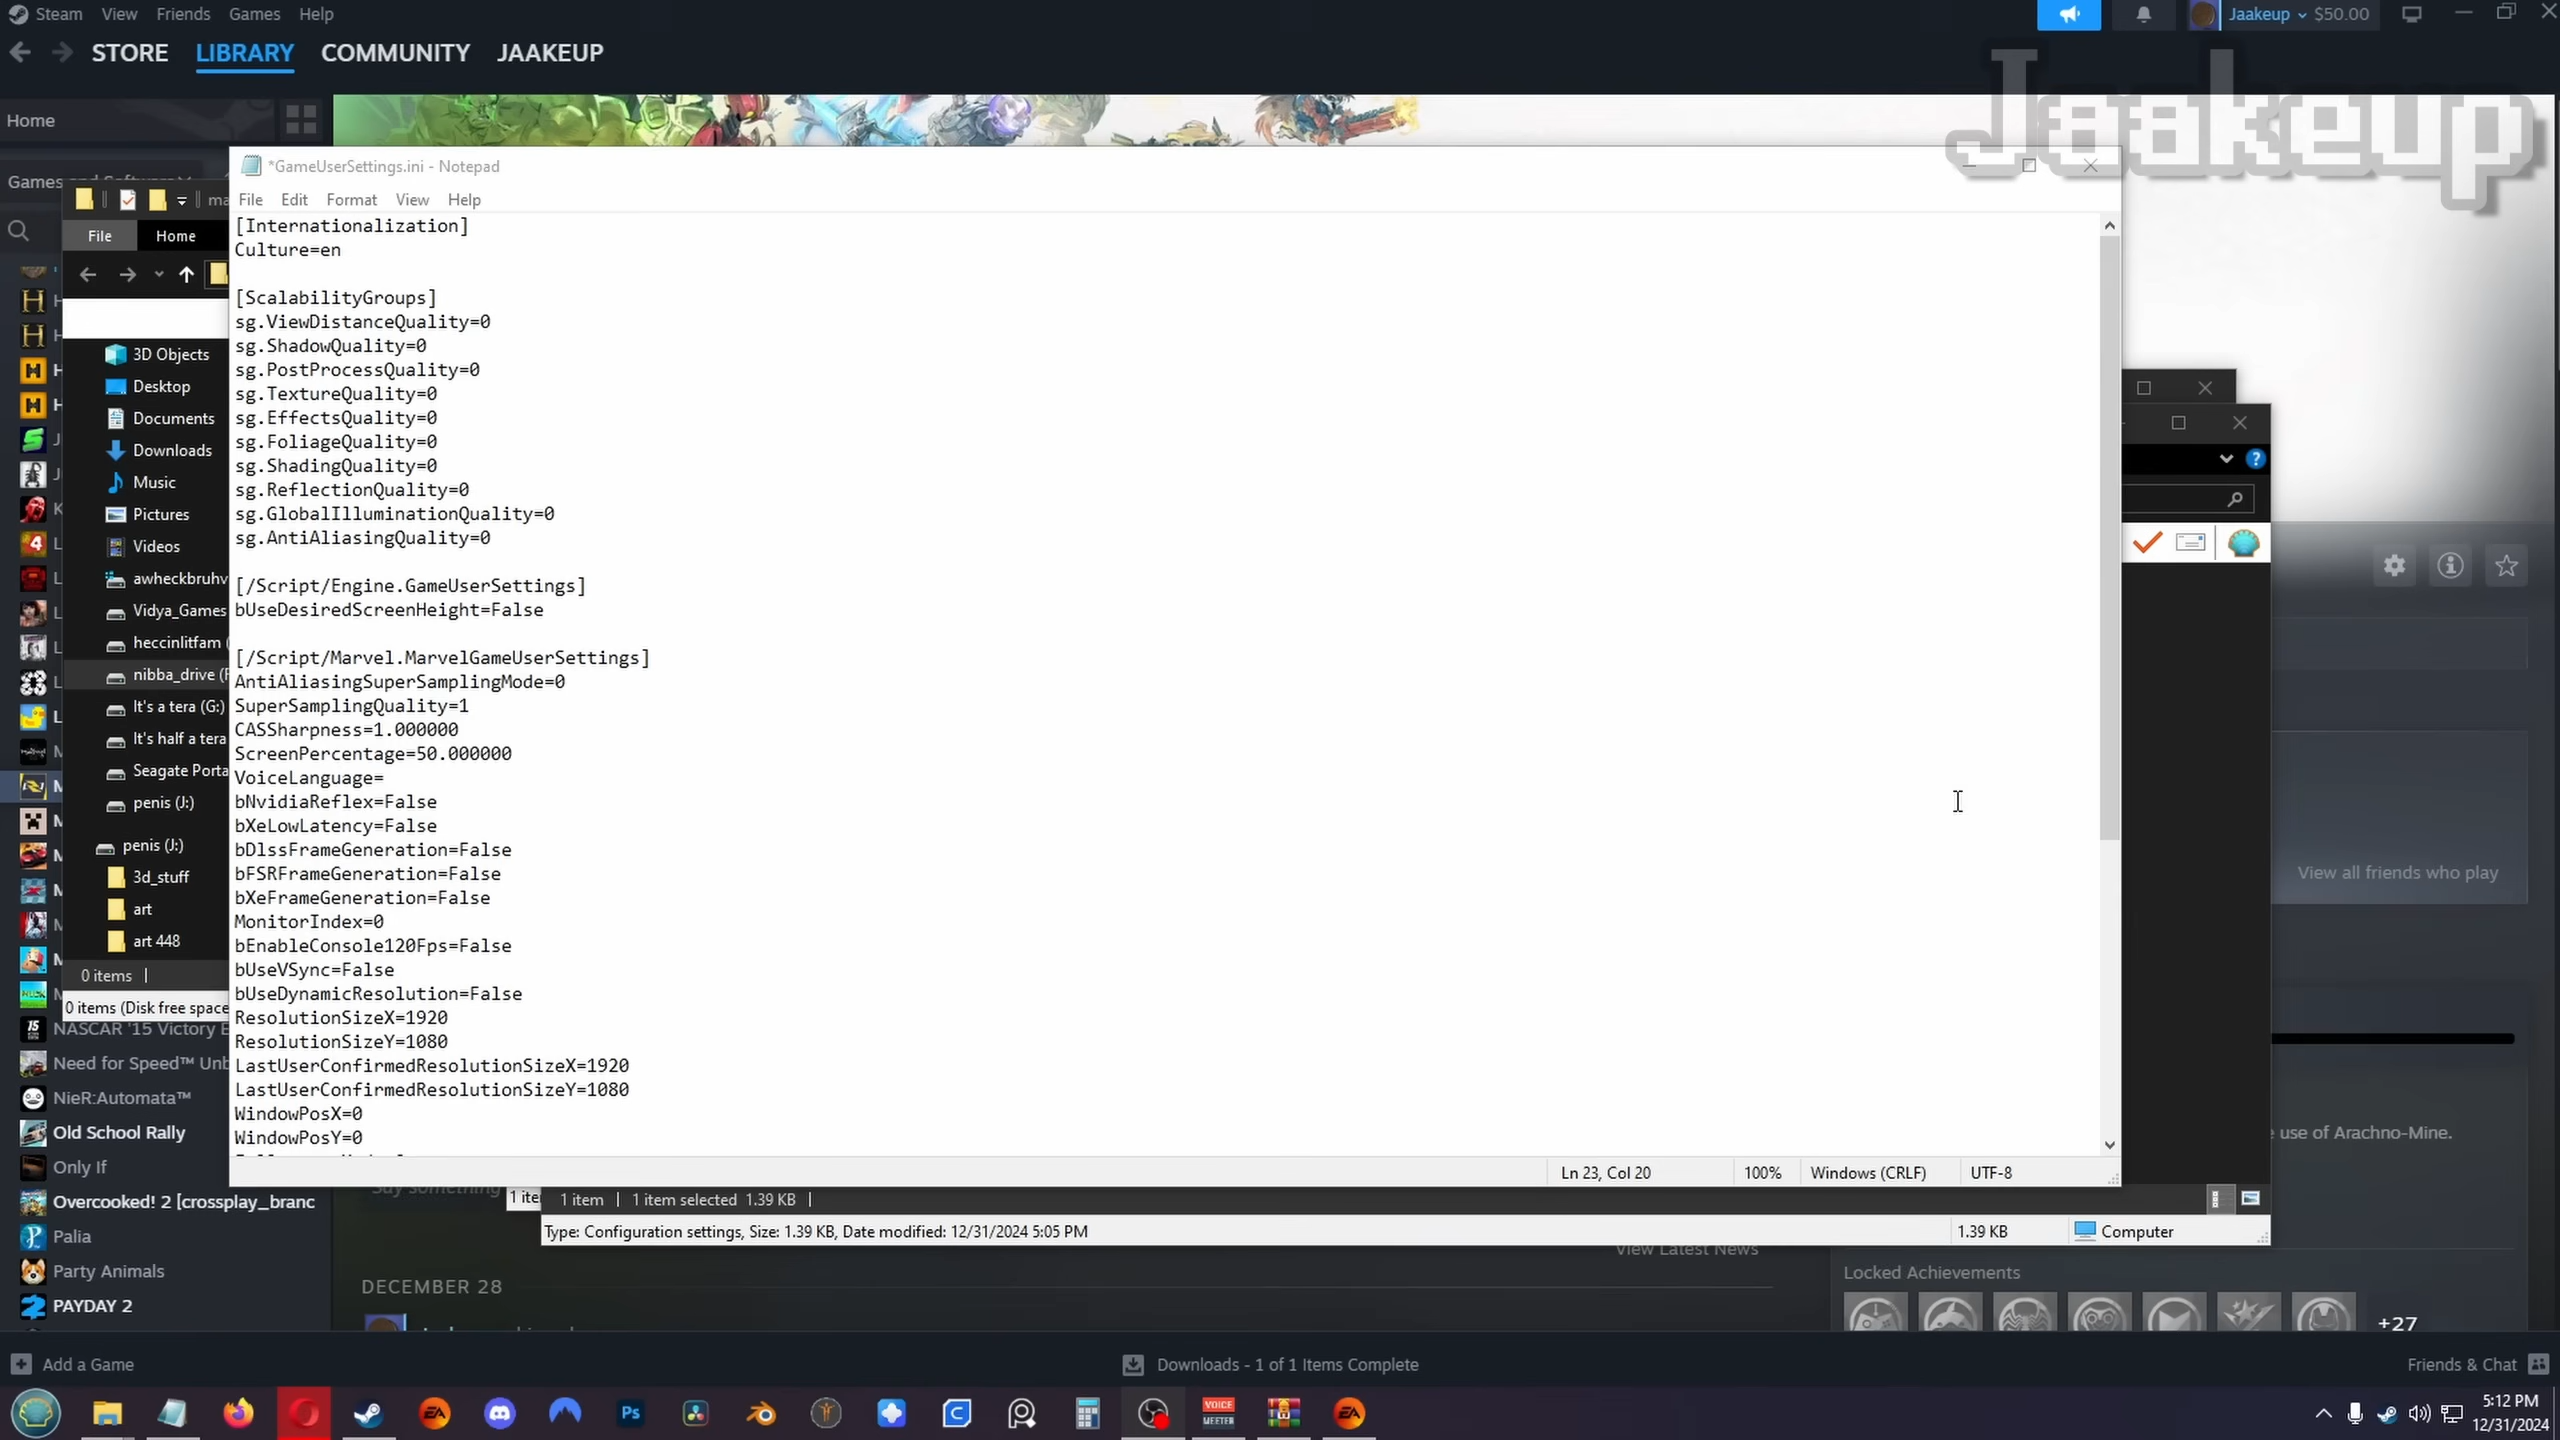 Steam View Friends Games Help
Jaakeup $50.00
STORE LIBRARY COMMUNITY JAAKEUP
Jaakeup
Home
*GameUserSettings.ini - Notepad
Games and Software
File Edit Format View Help
File Home
[Internationalization]
Culture=en
[ScalabilityGroups]
sg.ViewDistanceQuality=0
sg.ShadowQuality=0
sg.PostProcessQuality=0
sg.TextureQuality=0
sg.EffectsQuality=0
sg.FoliageQuality=0
sg.ShadingQuality=0
sg.ReflectionQuality=0
sg.GlobalIlluminationQuality=0
sg.AntiAliasingQuality=0
[/Script/Engine.GameUserSettings]
bUseDesiredScreenHeight=False
[/Script/Marvel.MarvelGameUserSettings]
AntiAliasingSuperSamplingMode=0
SuperSamplingQuality=1
CASSharpness=1.000000
ScreenPercentage=50.000000
VoiceLanguage=
bNvidiaReflex=False
bXeLowLatency=False
bDlssFrameGeneration=False
bFSRFrameGeneration=False
bXeFrameGeneration=False
MonitorIndex=0
bEnableConsole120Fps=False
bUseVSync=False
bUseDynamicResolution=False
ResolutionSizeX=1920
ResolutionSizeY=1080
LastUserConfirmedResolutionSizeX=1920
LastUserConfirmedResolutionSizeY=1080
WindowPosX=0
WindowPosY=0
Ln 23, Col 20 100% Windows (CRLF) UTF-8
3D Objects
Desktop
Documents
Downloads
Music
Pictures
Videos
awheckbruhv
Vidya_Games
heccinlitfam (
nibba_drive (F
It's a tera (G:)
It's half a tera
Seagate Porta
penis (J:)
penis (J:)
3d_stuff
art
art 448
0 items
0 items (Disk free space
NASCAR '15 Victory E
Need for Speed™ Unb
NieR:Automata™
Old School Rally
Only If
Overcooked! 2 [crossplay_branc
Palia
Party Animals
PAYDAY 2
View all friends who play
use of Arachno-Mine.
Say something
1 item 1 item selected 1.39 KB
Type: Configuration settings, Size: 1.39 KB, Date modified: 12/31/2024 5:05 PM 1.39 KB Computer
View Latest News
DECEMBER 28
Locked Achievements
+27
Add a Game
Downloads - 1 of 1 Items Complete
Friends & Chat
5:12 PM
12/31/2024